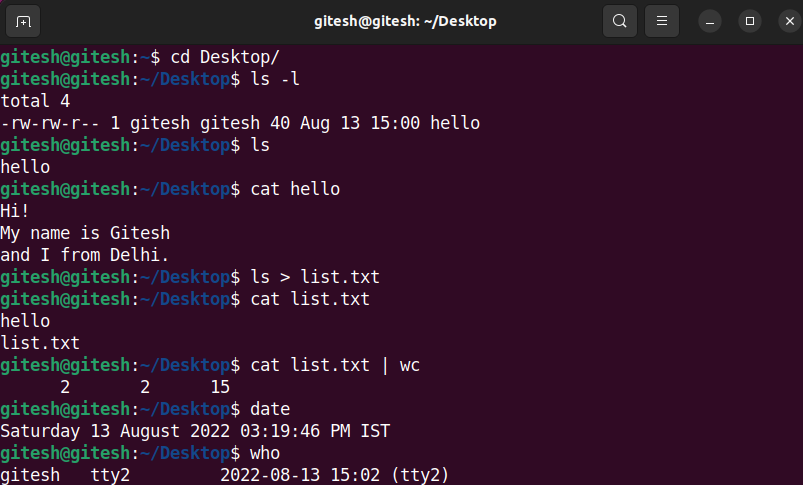 gitesh@gitesh: ~/Desktop
gitesh@gitesh:~$ cd Desktop/
gitesh@gitesh:~/Desktop$ ls -l
total 4
-rw-rw-r-- 1 gitesh gitesh 40 Aug 13 15:00 hello
gitesh@gitesh:~/Desktop$ ls
hello
gitesh@gitesh:~/Desktop$ cat hello
Hi!
My name is Gitesh
and I from Delhi.
gitesh@gitesh:~/Desktop$ ls > list.txt
gitesh@gitesh:~/Desktop$ cat list.txt
hello
list.txt
gitesh@gitesh:~/Desktop$ cat list.txt | wc
      2       2      15
gitesh@gitesh:~/Desktop$ date
Saturday 13 August 2022 03:19:46 PM IST
gitesh@gitesh:~/Desktop$ who
gitesh   tty2         2022-08-13 15:02 (tty2)